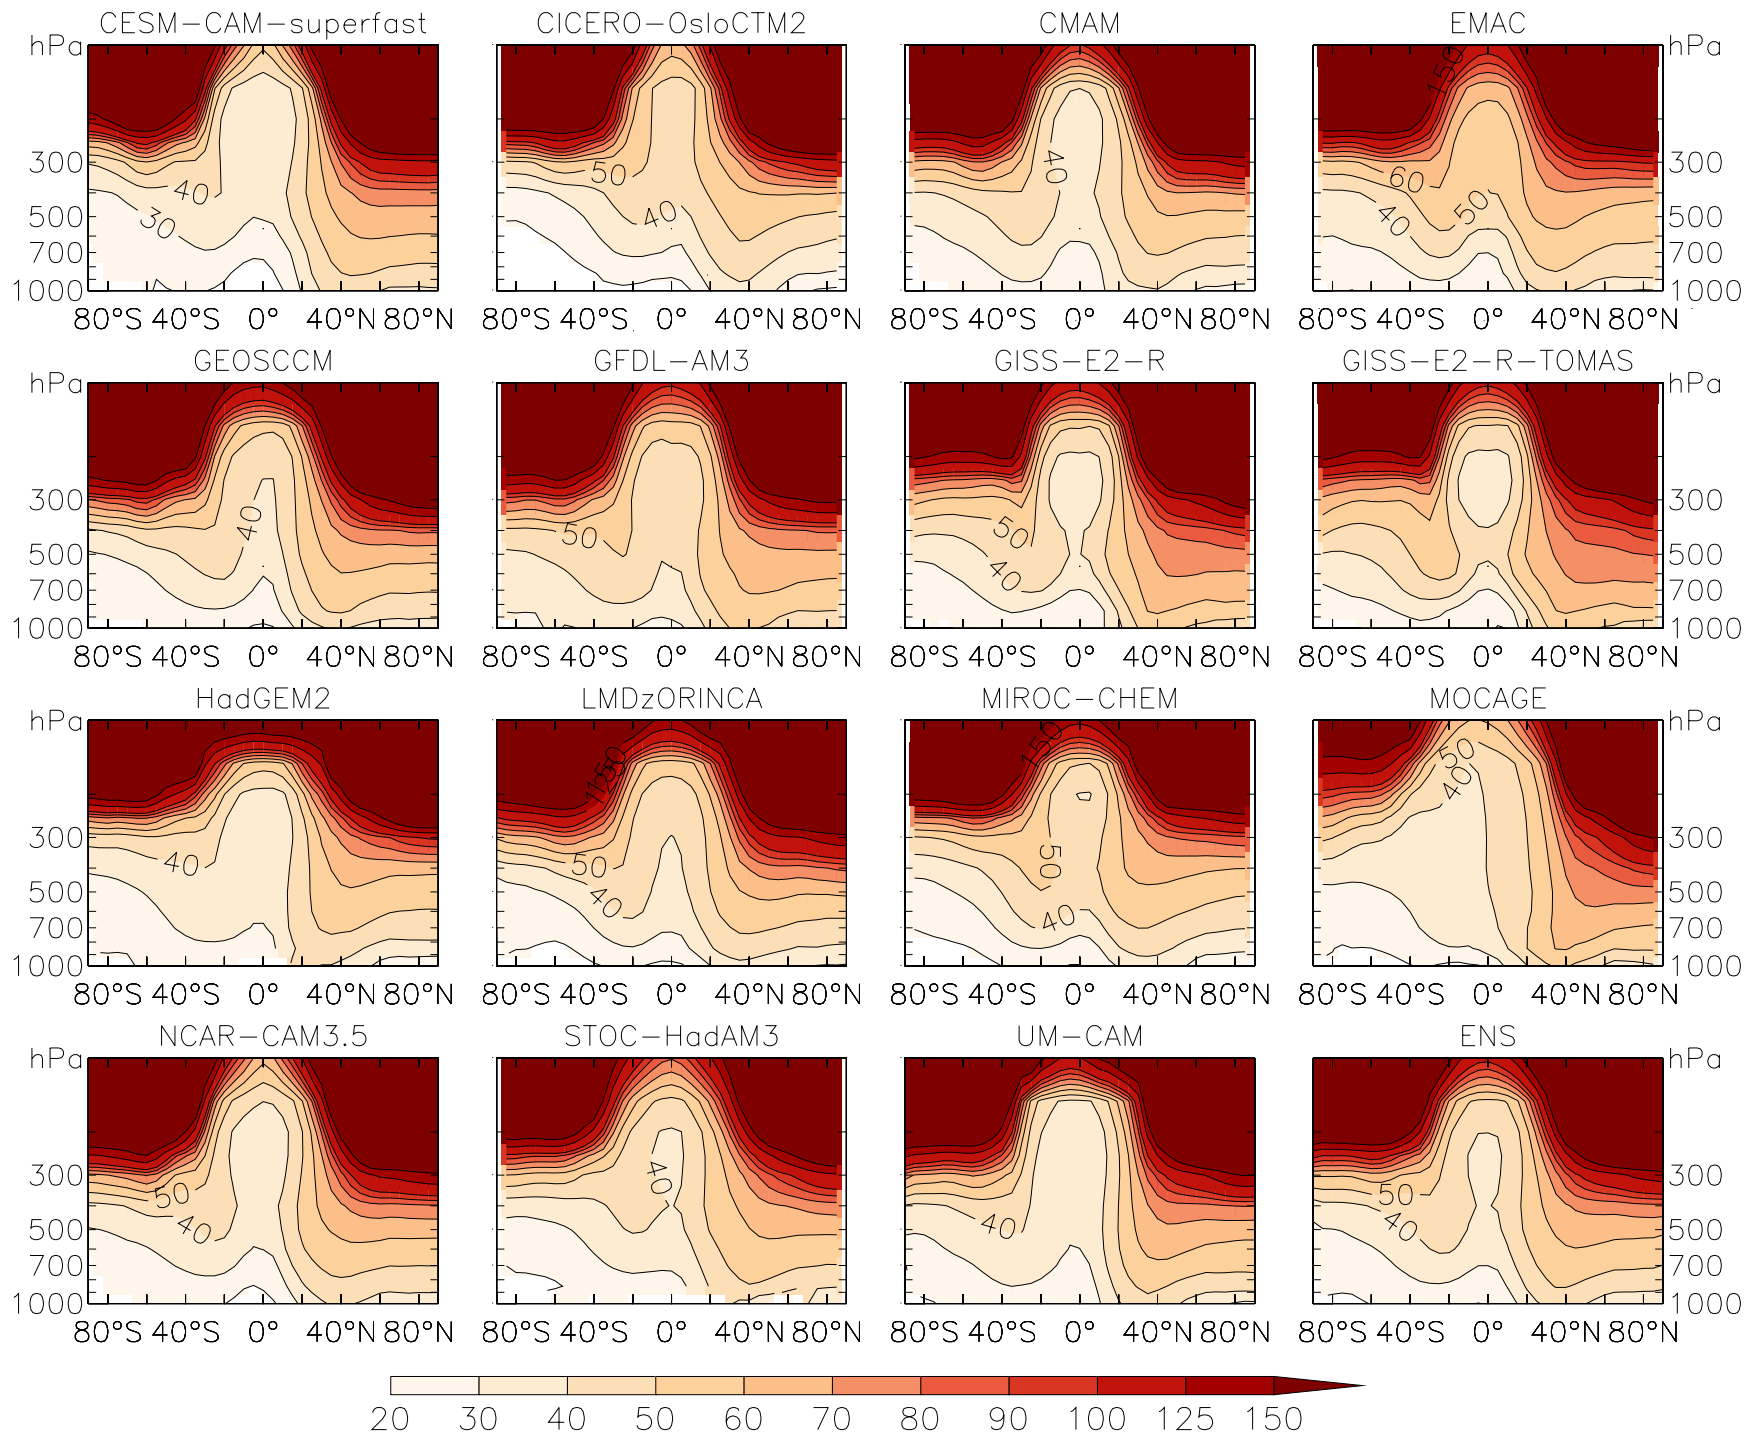 CESM-CAM-superfast CICERO-OsloCTM2 CMAM EMAC
hPa hPa
300 40 50 40 150 60 300
500 30 40 40 50 500
700 700
1000 1000
80°S 40°S 0° 40°N 80°N 80°S 40°S 0° 40°N 80°N 80°S 40°S 0° 40°N 80°N 80°S 40°S 0° 40°N 80°N
GEOSCCM GFDL-AM3 GISS-E2-R GISS-E2-R-TOMAS
hPa hPa
300 300
500 40 50 50 40 500
700 700
1000 1000
80°S 40°S 0° 40°N 80°N 80°S 40°S 0° 40°N 80°N 80°S 40°S 0° 40°N 80°N 80°S 40°S 0° 40°N 80°N
HadGEM2 LMDzORINCA MIROC-CHEM MOCAGE
hPa 150 50 hPa
125 150 40
300 40 50 50 300
500 40 40 500
700 700
1000 1000
80°S 40°S 0° 40°N 80°N 80°S 40°S 0° 40°N 80°N 80°S 40°S 0° 40°N 80°N 80°S 40°S 0° 40°N 80°N
NCAR-CAM3.5 STOC-HadAM3 UM-CAM ENS
hPa hPa
300 50 40 50 300
500 40 40 40 500
700 700
1000 1000
80°S 40°S 0° 40°N 80°N 80°S 40°S 0° 40°N 80°N 80°S 40°S 0° 40°N 80°N 80°S 40°S 0° 40°N 80°N
20 30 40 50 60 70 80 90 100 125 150